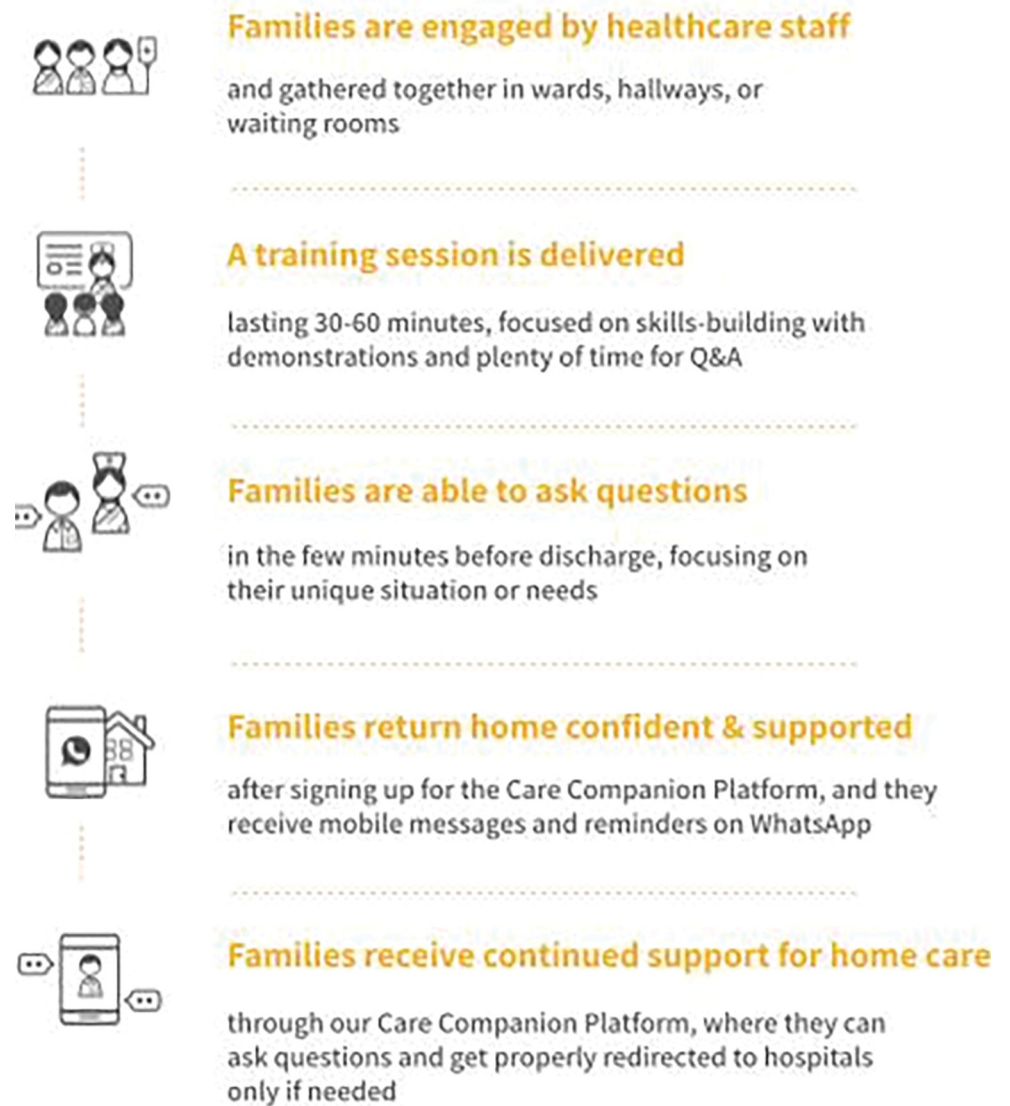 Families are engaged by healthcare staff
and gathered together in wards, hallways, or
waiting rooms
A training session is delivered
lasting 30-60 minutes, focused on skills-building with
demonstrations and plenty of time for Q&A
Families are able to ask questions
in the few minutes before discharge, focusing on
their unique situation or needs
Families return home confident & supported
after signing up for the Care Companion Platform, and they
receive mobile messages and reminders on WhatsApp
Families receive continued support for home care
through our Care Companion Platform, where they can
ask questions and get properly redirected to hospitals
only if needed